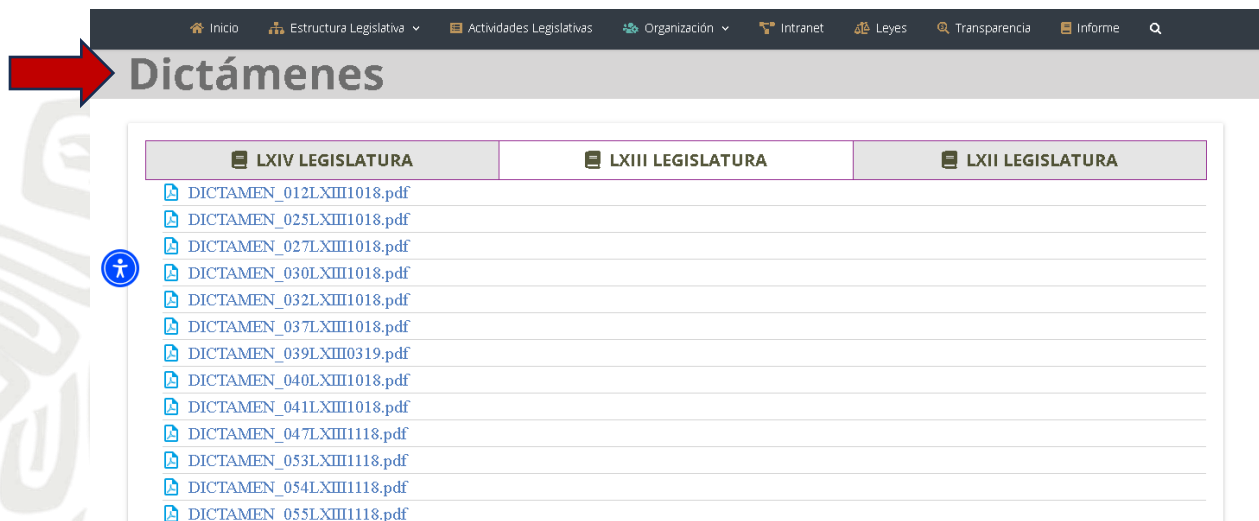 Inicio Estructura Legislativa Actividades Legislativas Organización Intranet Leyes Transparencia Informe
Dictámenes
LXIV LEGISLATURA LXIII LEGISLATURA LXII LEGISLATURA
DICTAMEN_012LXIII1018.pdf
DICTAMEN_025LXIII1018.pdf
DICTAMEN_027LXIII1018.pdf
DICTAMEN_030LXIII1018.pdf
DICTAMEN_032LXIII1018.pdf
DICTAMEN_037LXIII1018.pdf
DICTAMEN_039LXIII0319.pdf
DICTAMEN_040LXIII1018.pdf
DICTAMEN_041LXIII1018.pdf
DICTAMEN_047LXIII1118.pdf
DICTAMEN_053LXIII1118.pdf
DICTAMEN_054LXIII1118.pdf
DICTAMEN_055LXIII1118.pdf